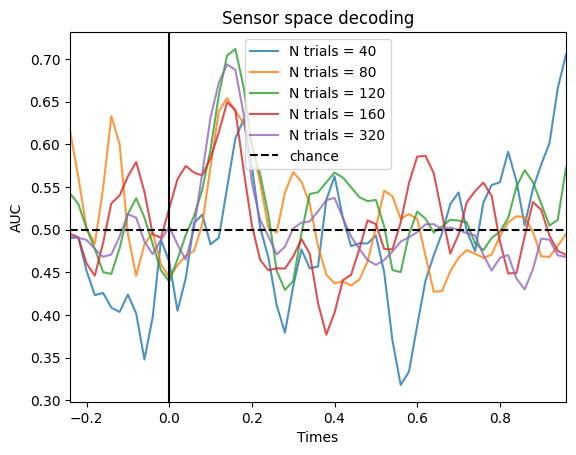 Sensor space decoding
AUC
0.70
0.65
0.60
0.55
0.50
0.45
0.40
0.35
0.30
N trials = 40
N trials = 80
N trials = 120
N trials = 160
N trials = 320
chance
−0.2
0.0
0.2
0.4
0.6
0.8
Times